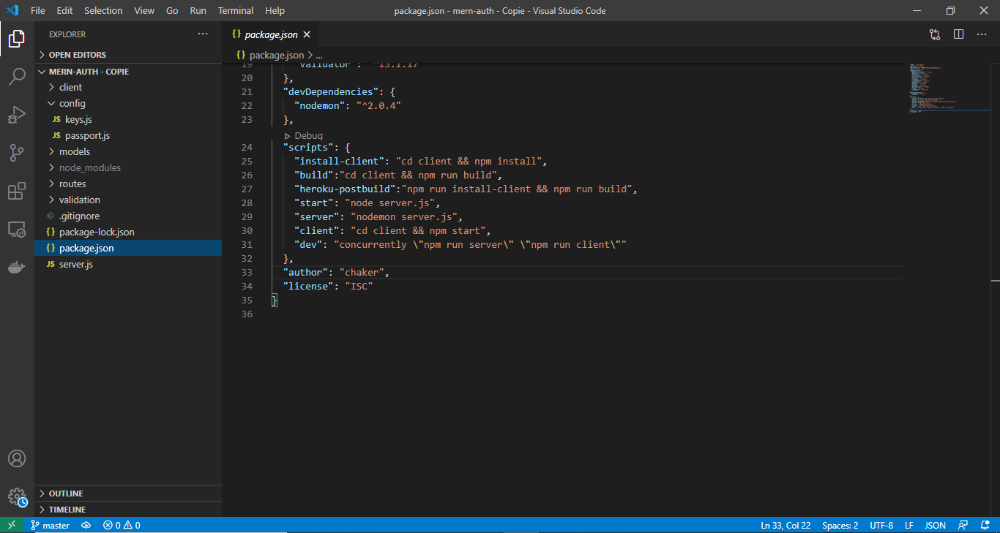 File Edit Selection View Go Run Terminal Help package.json - mern-auth - Copie - Visual Studio Code
EXPLORER
OPEN EDITORS
MERN-AUTH - COPIE
client
config
JS keys.js
JS passport.js
models
node_modules
routes
validation
.gitignore
{} package-lock.json
{} package.json
JS server.js
OUTLINE
TIMELINE
{} package.json
{} package.json > ...
19 "validator": "^13.1.17"
20 },
21 "devDependencies": {
22 "nodemon": "^2.0.4"
23 },
Debug
24 "scripts": {
25 "install-client": "cd client && npm install",
26 "build":"cd client && npm run build",
27 "heroku-postbuild":"npm run install-client && npm run build",
28 "start": "node server.js",
29 "server": "nodemon server.js",
30 "client": "cd client && npm start",
31 "dev": "concurrently \"npm run server\" \"npm run client\""
32 },
33 "author": "chaker",
34 "license": "ISC"
35 }
36
master 0 0 Ln 33, Col 22 Spaces: 2 UTF-8 LF JSON